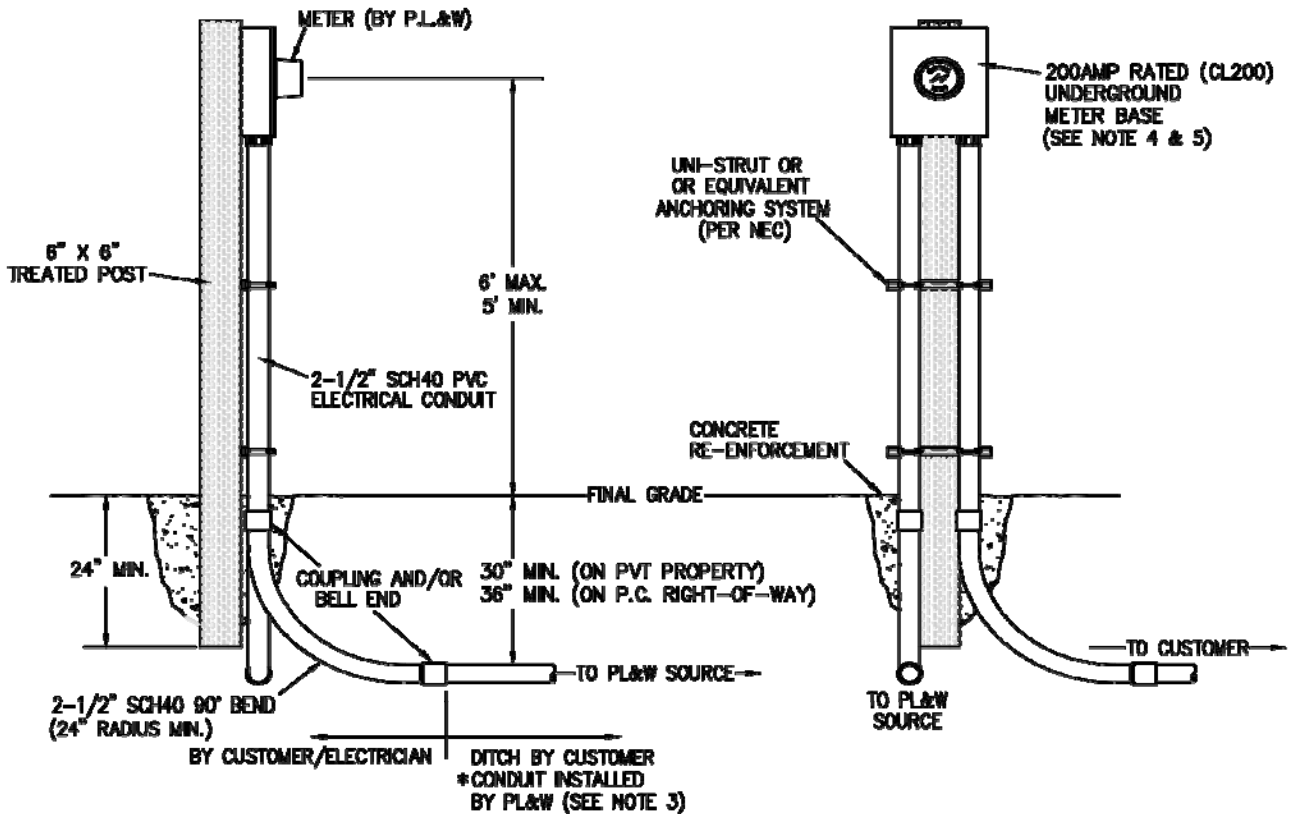 METER (BY P.L.&W)
200AMP RATED (CL200)
UNDERGROUND
METER BASE
(SEE NOTE 4 & 5)
UNI-STRUT OR
OR EQUIVALENT
ANCHORING SYSTEM
(PER NEC)
6" X 6"
TREATED POST
6' MAX.
5' MIN.
2-1/2" SCH40 PVC
ELECTRICAL CONDUIT
CONCRETE
RE-ENFORCEMENT
FINAL GRADE
24" MIN.
COUPLING AND/OR
BELL END
30" MIN. (ON PVT PROPERTY)
36" MIN. (ON P.C. RIGHT-OF-WAY)
TO CUSTOMER
TO PL&W SOURCE
2-1/2" SCH40 90° BEND
(24" RADIUS MIN.)
TO PL&W
SOURCE
BY CUSTOMER/ELECTRICIAN
DITCH BY CUSTOMER
*CONDUIT INSTALLED
BY PL&W (SEE NOTE 3)